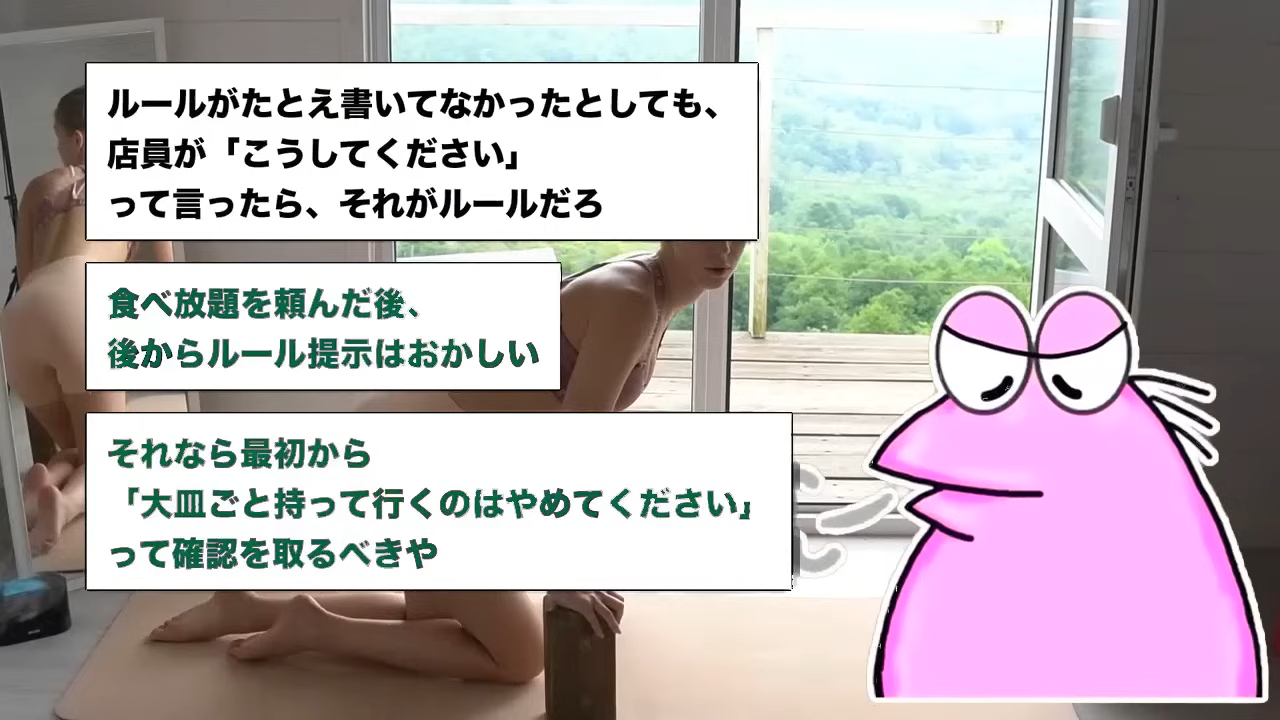 ルールがたとえ書いてなかったとしても、
店員が「こうしてください」
って言ったら、それがルールだろ
食べ放題を頼んだ後、
後からルール提示はおかしい
それなら最初から
「大皿ごと持って行くのはやめてください」
って確認を取るべきや